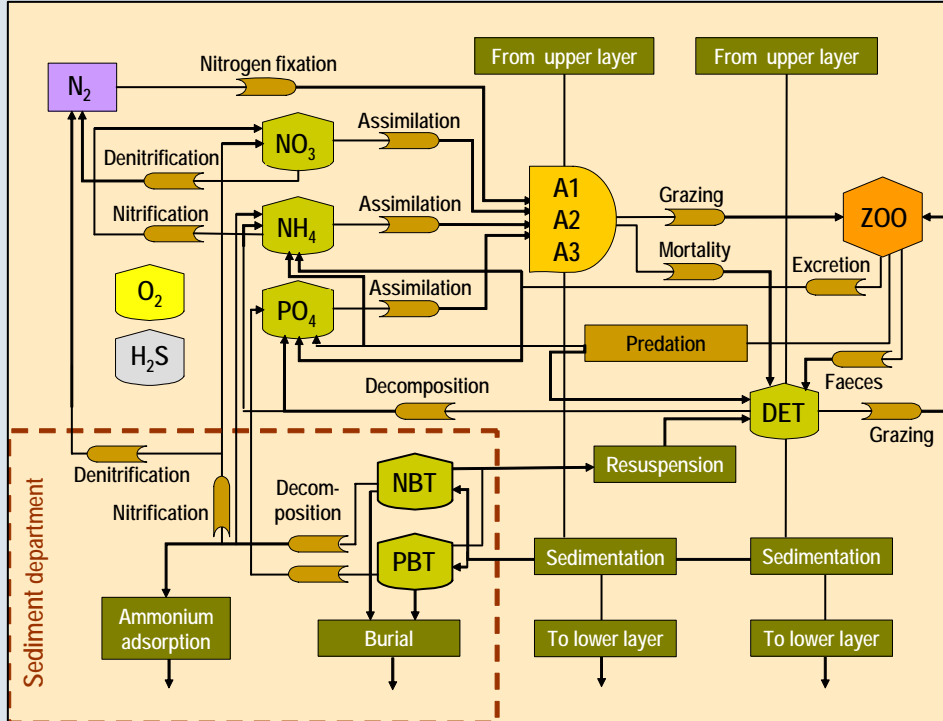 From upper layer
From upper layer
Nitrogen fixation
N2
Assimilation
NO3
Denitrification
A1
Grazing
Assimilation
Nitrification
NH4
A2
ZOO
A3
Mortality
Excretion
O2
Assimilation
PO4
H2S
Predation
Faeces
Decomposition
DET
Grazing
Denitrification
Resuspension
Decom-
position
NBT
Nitrification
PBT
Sedimentation
Sedimentation
Sediment department
Ammonium
adsorption
Burial
To lower layer
To lower layer